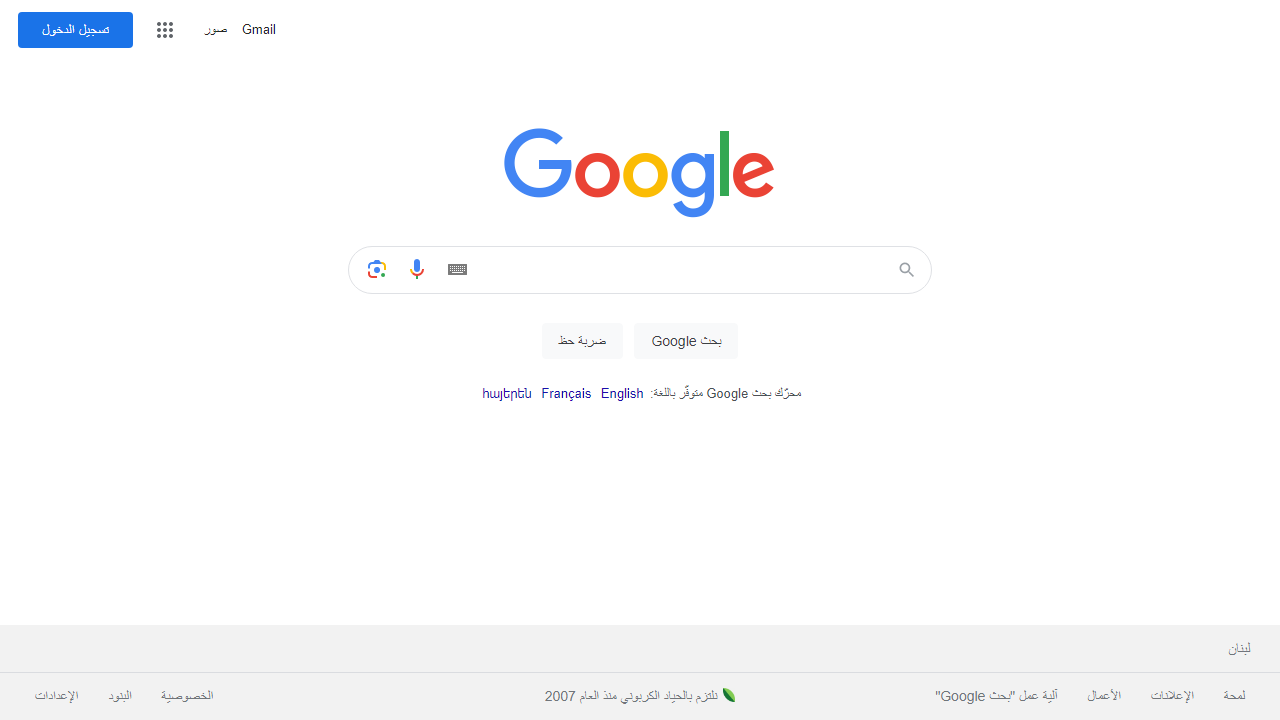 Gmail صور تسجيل الدخول
Google
بحث Google ضربة حظ
محرّك بحث Google متوفّر باللغة: English Français հայերեն
لبنان
لمحة الإعلانات الأعمال آلية عمل "بحث Google" نلتزم بالحياد الكربوني منذ العام 2007 الخصوصية البنود الإعدادات